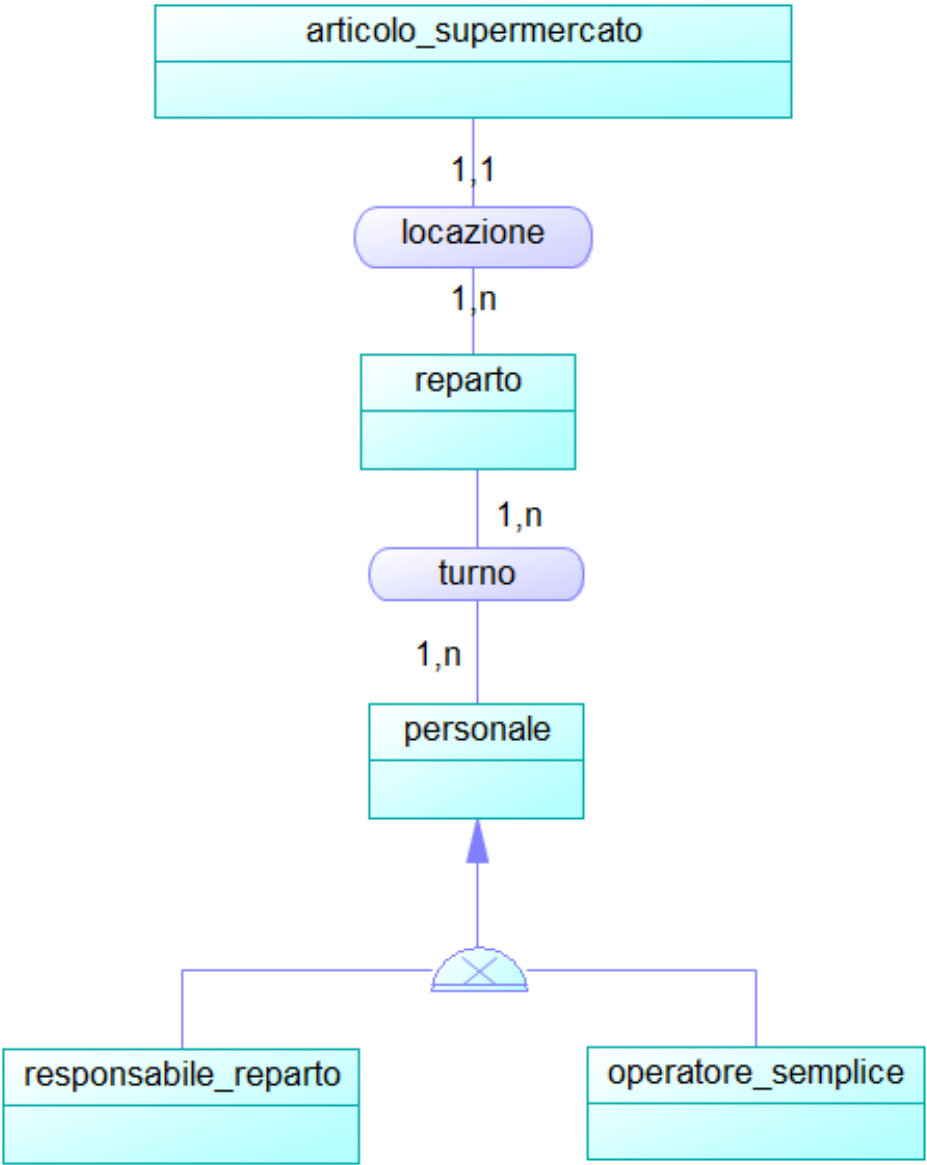 articolo_supermercato
1,1
locazione
1,n
reparto
1,n
turno
1,n
personale
responsabile_reparto
operatore_semplice